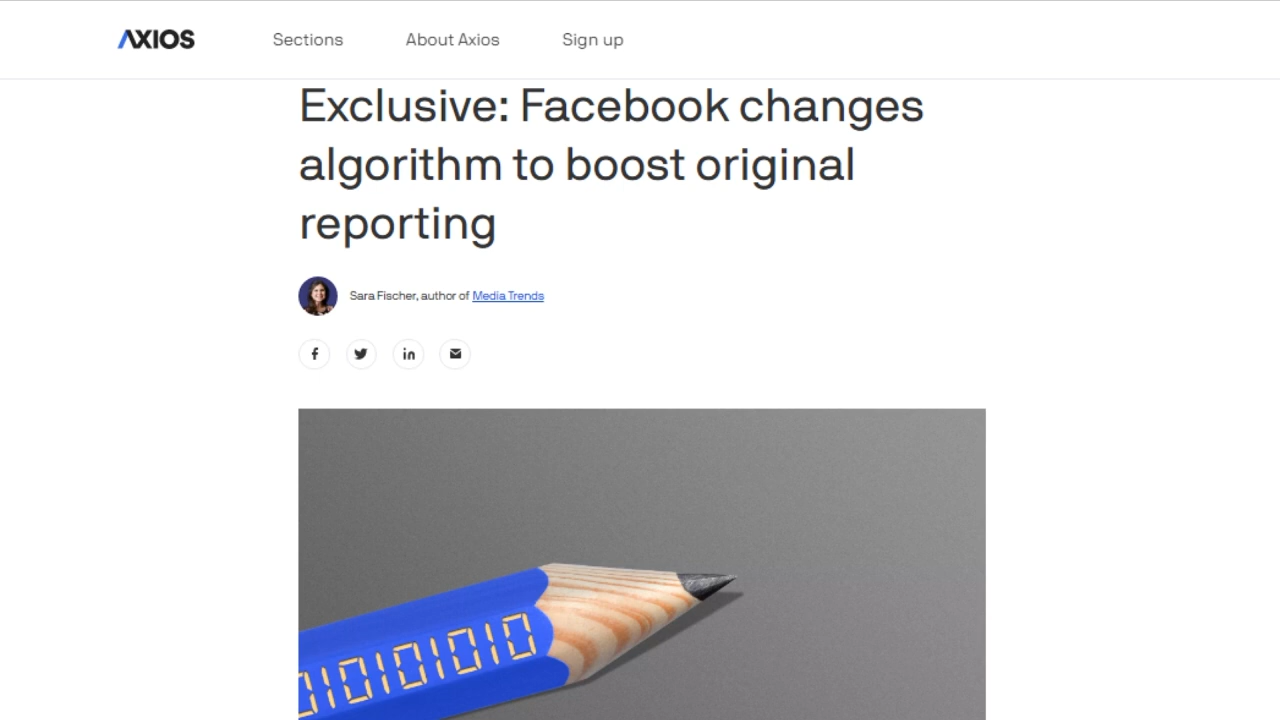 AXIOS Sections About Axios Sign up
Exclusive: Facebook changes
algorithm to boost original
reporting
Sara Fischer, author of Media Trends
01010101010